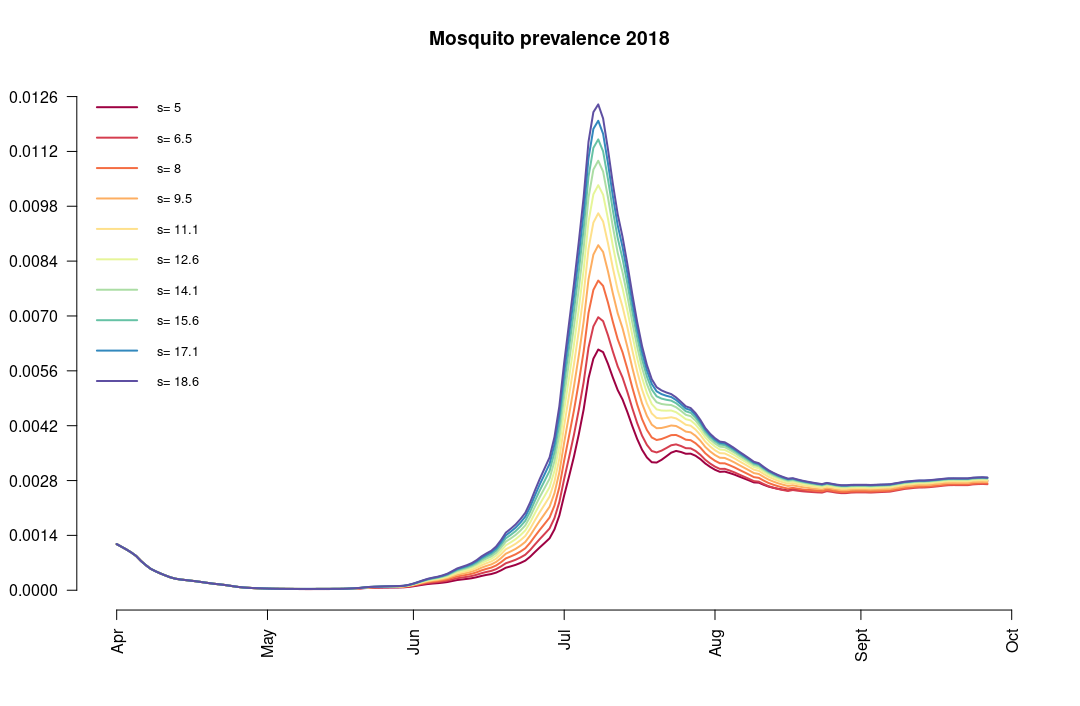 Mosquito prevalence 2018
0.0126
0.0112
0.0098
0.0084
0.0070
0.0056
0.0042
0.0028
0.0014
0.0000
s= 5
s= 6.5
s= 8
s= 9.5
s= 11.1
s= 12.6
s= 14.1
s= 15.6
s= 17.1
s= 18.6
Apr
May
Jun
Jul
Aug
Sept
Oct